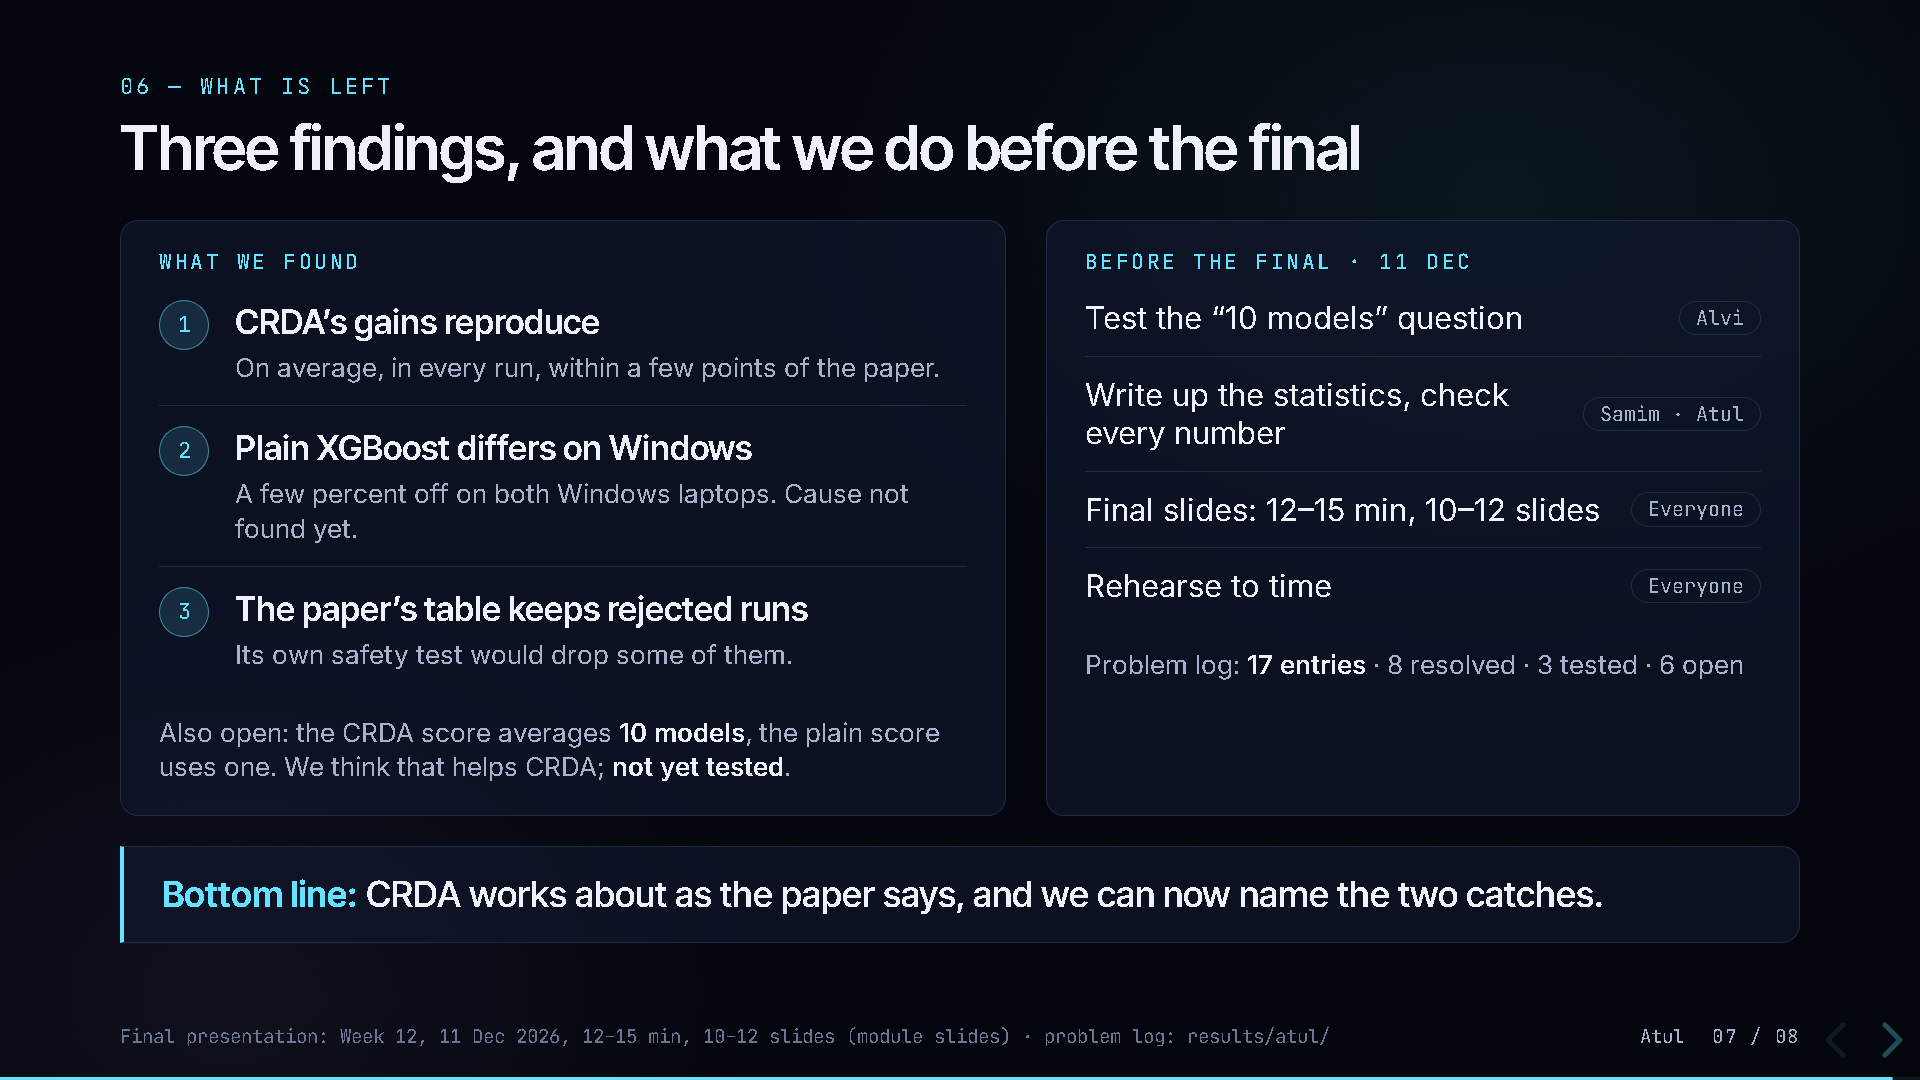 06 — WHAT IS LEFT
Three findings, and what we do before the final
WHAT WE FOUND
1
CRDA’s gains reproduce
On average, in every run, within a few points of the paper.
2
Plain XGBoost differs on Windows
A few percent off on both Windows laptops. Cause not
found yet.
3
The paper’s table keeps rejected runs
Its own safety test would drop some of them.
Also open: the CRDA score averages 10 models, the plain score
uses one. We think that helps CRDA; not yet tested.
BEFORE THE FINAL · 11 DEC
Test the “10 models” question
Alvi
Write up the statistics, check
every number
Samim · Atul
Final slides: 12–15 min, 10–12 slides
Everyone
Rehearse to time
Everyone
Problem log: 17 entries · 8 resolved · 3 tested · 6 open
Bottom line: CRDA works about as the paper says, and we can now name the two catches.
Final presentation: Week 12, 11 Dec 2026, 12–15 min, 10–12 slides (module slides) · problem log: results/atul/
Atul 07 / 08